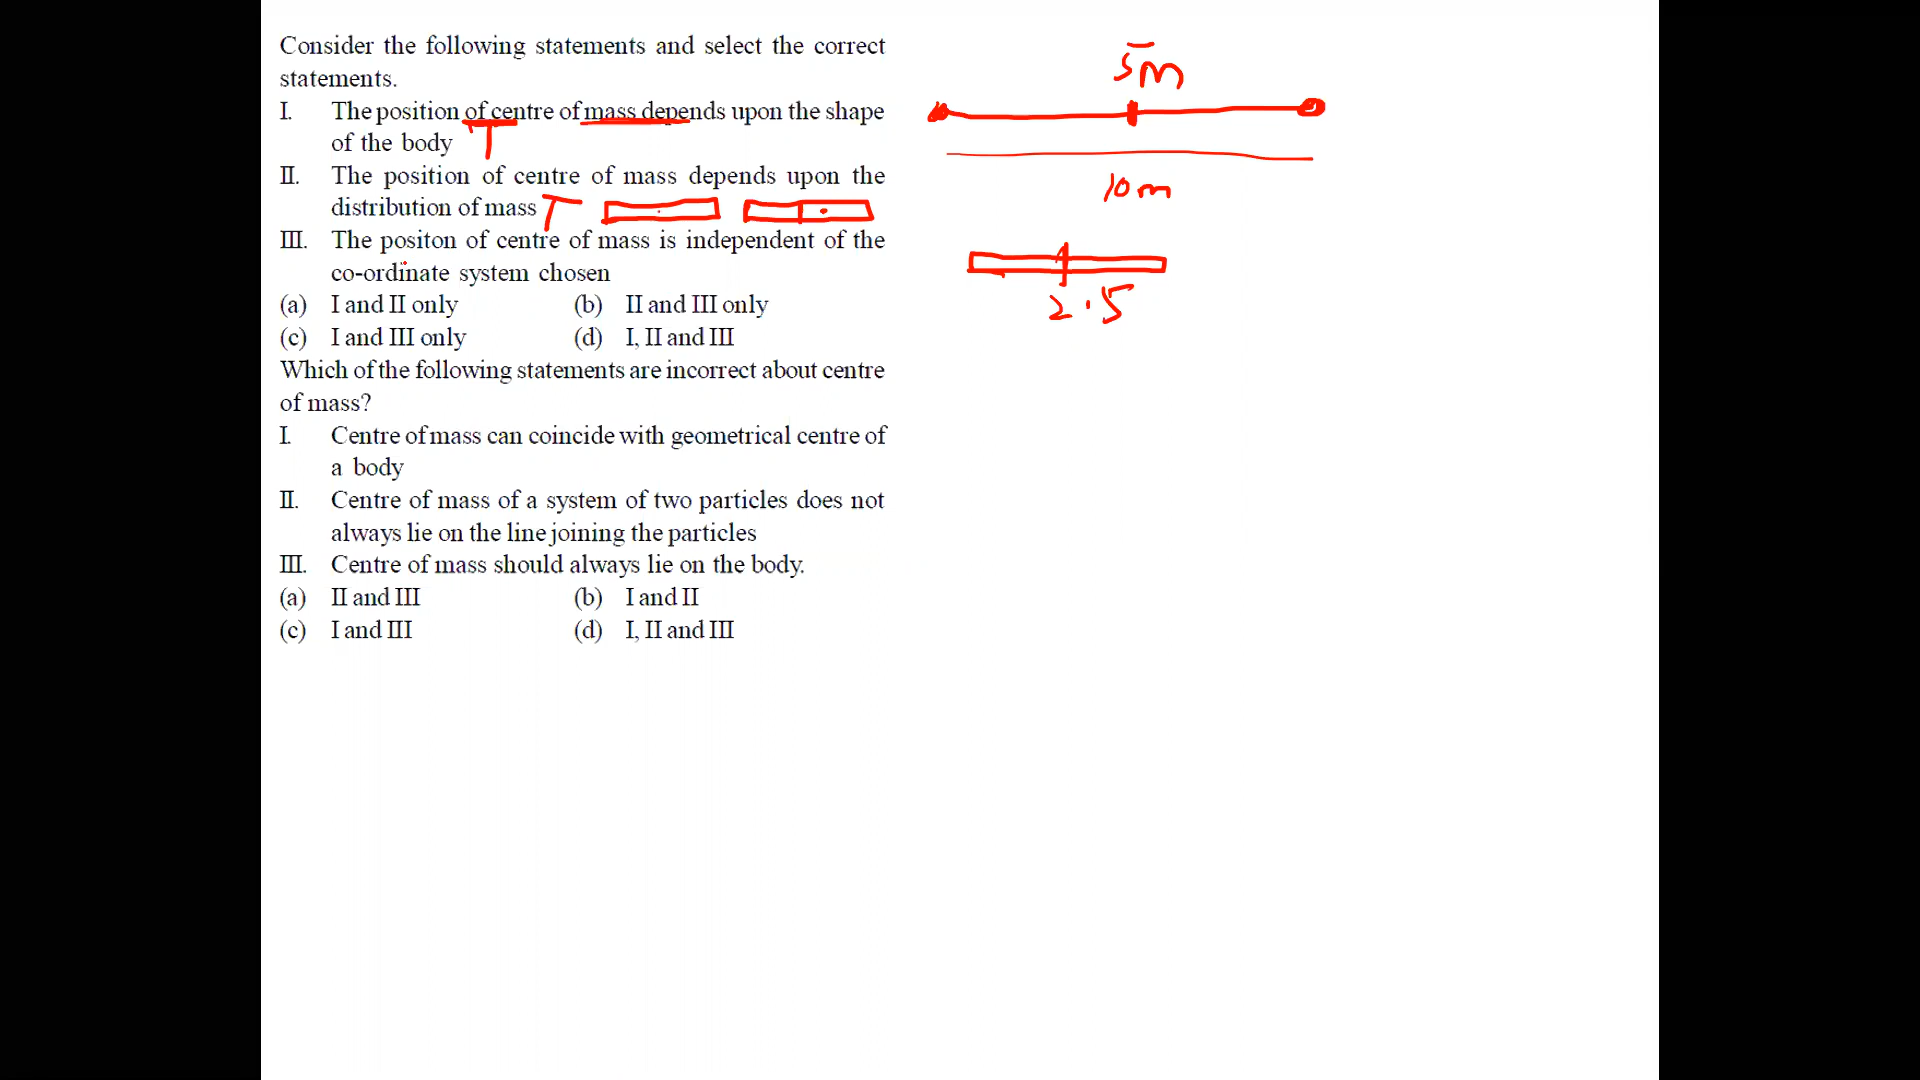 Consider the following statements and select the correct
statements.
I. The position of centre of mass depends upon the shape
of the body T
II. The position of centre of mass depends upon the
distribution of mass T
III. The positon of centre of mass is independent of the
co-ordinate system chosen
(a) I and II only (b) II and III only
(c) I and III only (d) I, II and III
Which of the following statements are incorrect about centre
of mass?
I. Centre of mass can coincide with geometrical centre of
a body
II. Centre of mass of a system of two particles does not
always lie on the line joining the particles
III. Centre of mass should always lie on the body.
(a) II and III (b) I and II
(c) I and III (d) I, II and III
5m
10m
2.5